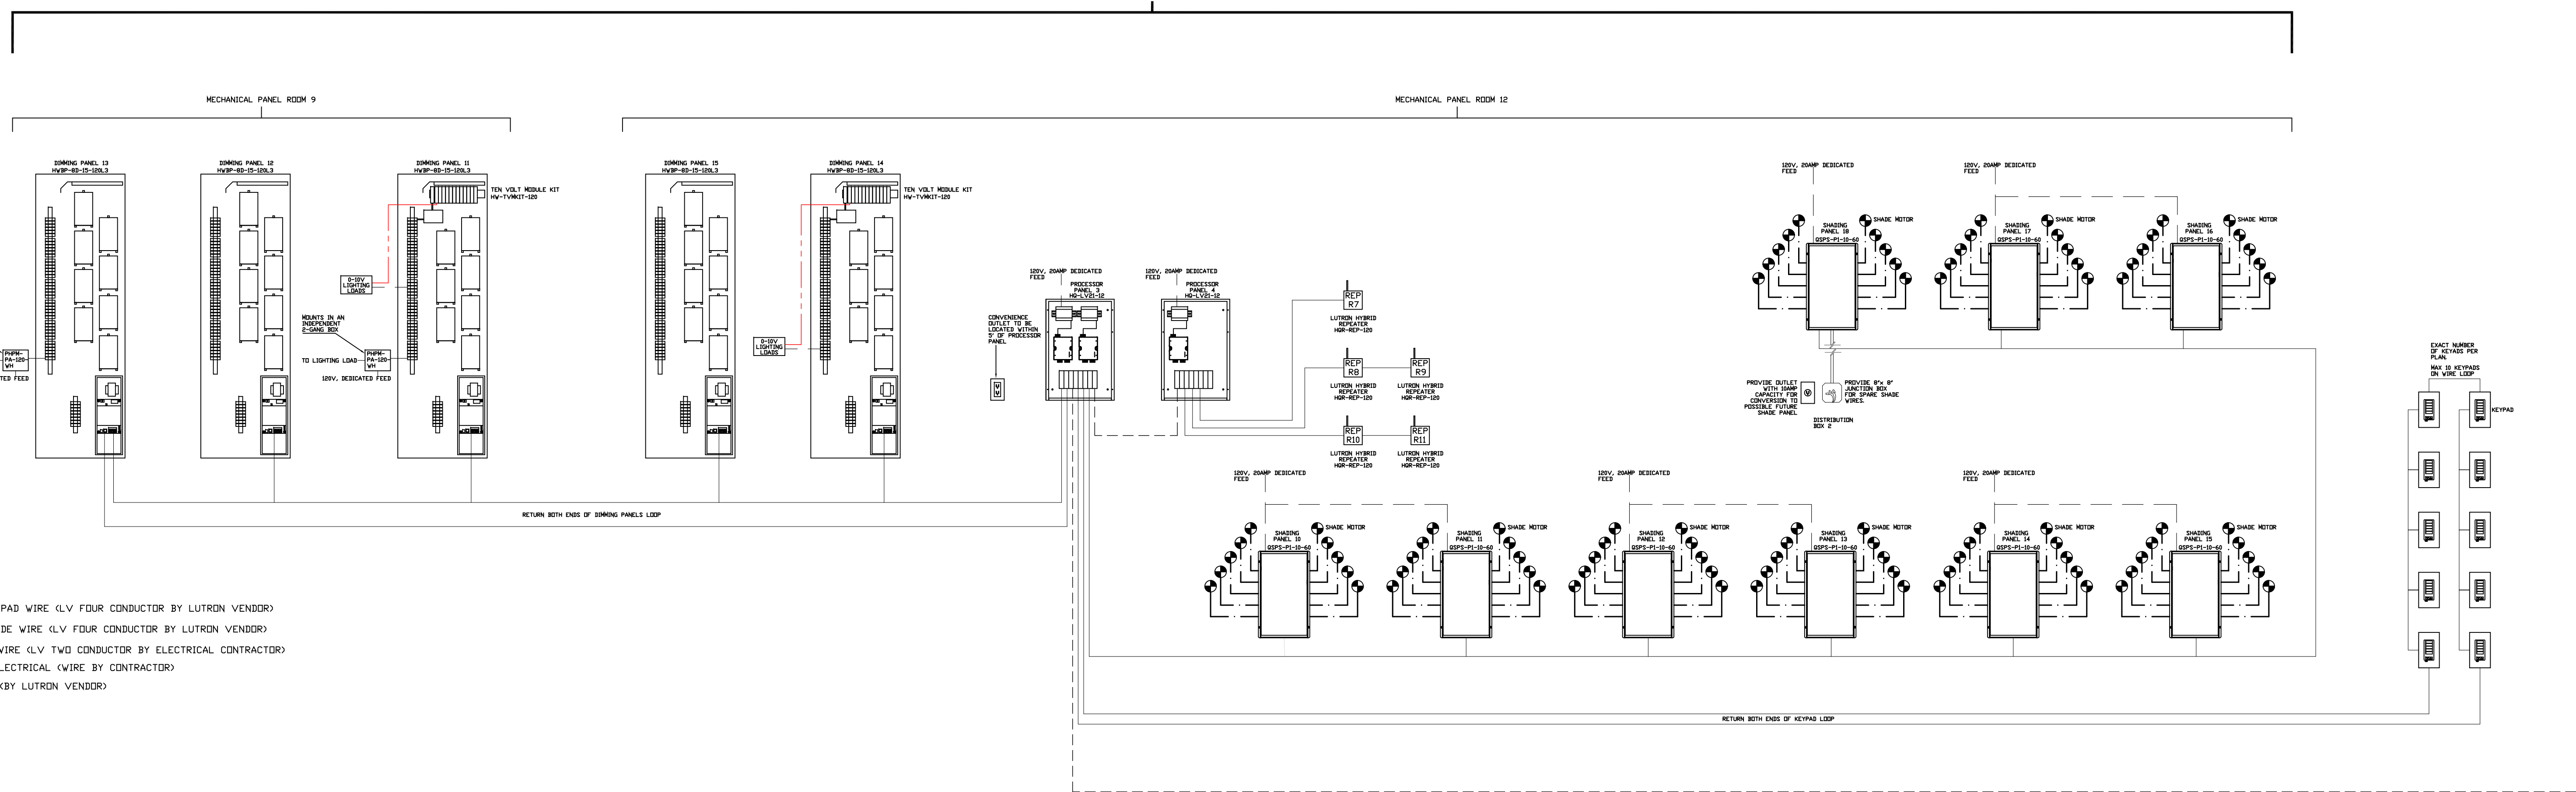 MECHANICAL PANEL ROOM 9
MECHANICAL PANEL ROOM 12
DIMMING PANEL 13
HWBP-8D-15-120L3
DIMMING PANEL 12
HWBP-8D-15-120L3
DIMMING PANEL 11
HWBP-8D-15-120L3
TEN VOLT MODULE KIT
HW-TVMKIT-120
0-10V
LIGHTING
LOADS
MOUNTS IN AN
INDEPENDENT
2-GANG BOX
PHPM-
PA-120-
WH
TED FEED
TO LIGHTING LOAD
PHPM-
PA-120-
WH
120V, DEDICATED FEED
DIMMING PANEL 15
HWBP-8D-15-120L3
DIMMING PANEL 14
HWBP-8D-15-120L3
TEN VOLT MODULE KIT
HW-TVMKIT-120
0-10V
LIGHTING
LOADS
RETURN BOTH ENDS OF DIMMING PANELS LOOP
CONVENIENCE
OUTLET TO BE
LOCATED WITHIN
5' OF PROCESSOR
PANEL
120V, 20AMP DEDICATED
FEED
PROCESSOR
PANEL 3
HQ-LV21-12
120V, 20AMP DEDICATED
FEED
PROCESSOR
PANEL 4
HQ-LV21-12
REP
R7
LUTRON HYBRID
REPEATER
HQR-REP-120
REP
R8
LUTRON HYBRID
REPEATER
HQR-REP-120
REP
R9
LUTRON HYBRID
REPEATER
HQR-REP-120
REP
R10
LUTRON HYBRID
REPEATER
HQR-REP-120
REP
R11
LUTRON HYBRID
REPEATER
HQR-REP-120
120V, 20AMP DEDICATED
FEED
SHADING
PANEL 18
QSPS-P1-10-60
SHADE MOTOR
120V, 20AMP DEDICATED
FEED
SHADING
PANEL 17
QSPS-P1-10-60
SHADE MOTOR
SHADING
PANEL 16
QSPS-P1-10-60
SHADE MOTOR
PROVIDE OUTLET
WITH 10AMP
CAPACITY FOR
CONVERSION TO
POSSIBLE FUTURE
SHADE PANEL
PROVIDE 8"x 8"
JUNCTION BOX
FOR SPARE SHADE
WIRES.
DISTRIBUTION
BOX 2
120V, 20AMP DEDICATED
FEED
SHADING
PANEL 10
QSPS-P1-10-60
SHADE MOTOR
SHADING
PANEL 11
QSPS-P1-10-60
SHADE MOTOR
120V, 20AMP DEDICATED
FEED
SHADING
PANEL 12
QSPS-P1-10-60
SHADE MOTOR
SHADING
PANEL 13
QSPS-P1-10-60
SHADE MOTOR
120V, 20AMP DEDICATED
FEED
SHADING
PANEL 14
QSPS-P1-10-60
SHADE MOTOR
SHADING
PANEL 15
QSPS-P1-10-60
SHADE MOTOR
EXACT NUMBER
OF KEYADS PER
PLAN.
MAX 10 KEYPADS
ON WIRE LOOP
KEYPAD
RETURN BOTH ENDS OF KEYPAD LOOP
PAD WIRE (LV FOUR CONDUCTOR BY LUTRON VENDOR)
DE WIRE (LV FOUR CONDUCTOR BY LUTRON VENDOR)
WIRE (LV TWO CONDUCTOR BY ELECTRICAL CONTRACTOR)
LECTRICAL (WIRE BY CONTRACTOR)
(BY LUTRON VENDOR)